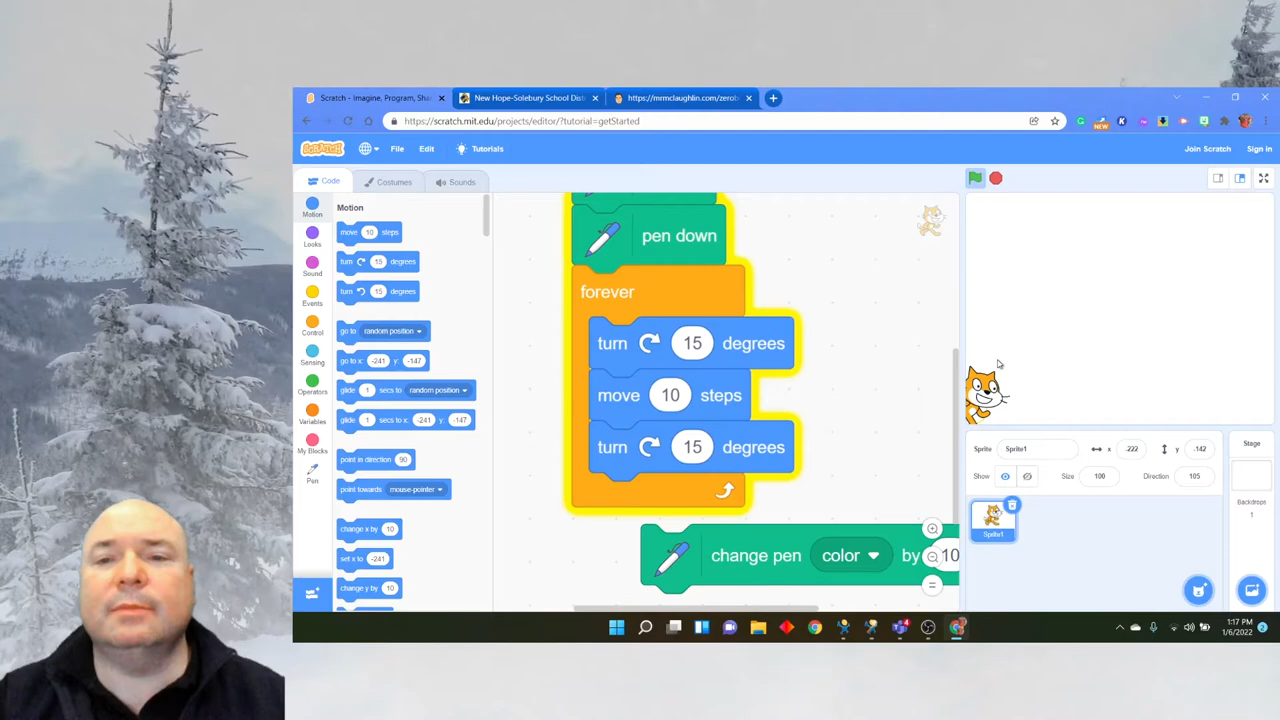 Scratch - Imagine, Program, Shar
New Hope-Solebury School Distr
https://mrmclaughlin.com/zerob
https://scratch.mit.edu/projects/editor/?tutorial=getStarted
NEW
SCRATCH
File
Edit
Tutorials
Join Scratch
Sign in
Code
Costumes
Sounds
Motion
Looks
Sound
Events
Control
Sensing
Operators
Variables
My Blocks
Pen
Motion
move 10 steps
turn 15 degrees
turn 15 degrees
go to random position
go to x: -241 y: -147
glide 1 secs to random position
glide 1 secs to x: -241 y: -147
point in direction 90
point towards mouse-pointer
change x by 10
set x to -241
change y by 10
pen down
forever
turn 15 degrees
move 10 steps
turn 15 degrees
change pen color by 10
Sprite Sprite1 x -222 y -142
Show Size 100 Direction 105
Sprite1
Stage
Backdrops
1
1:17 PM
1/6/2022
2